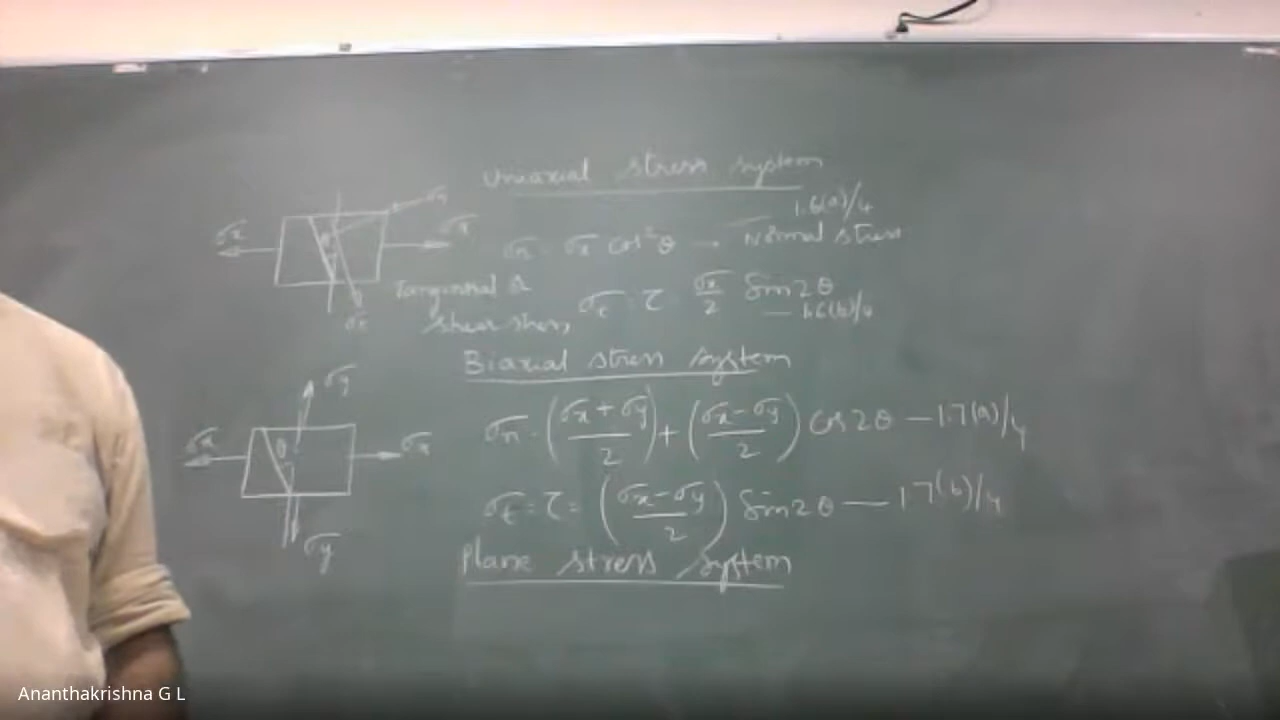 Uniaxial stress system
1.6(a)/4
σn = σx cos²θ → Normal stress
σx
σx
σn
Tangential &
shear stress,
σt = τ σx/2 Sin2θ
— 1.6(b)/4
σt
Biaxial stress system
σy
σn = (σx + σy / 2) + (σx - σy / 2) Cos2θ — 1.7(a)/4
σx
θ
σx
σt = τ = (σx - σy / 2) Sin2θ — 1.7(b)/4
σy
Plane stress system
Ananthakrishna G L